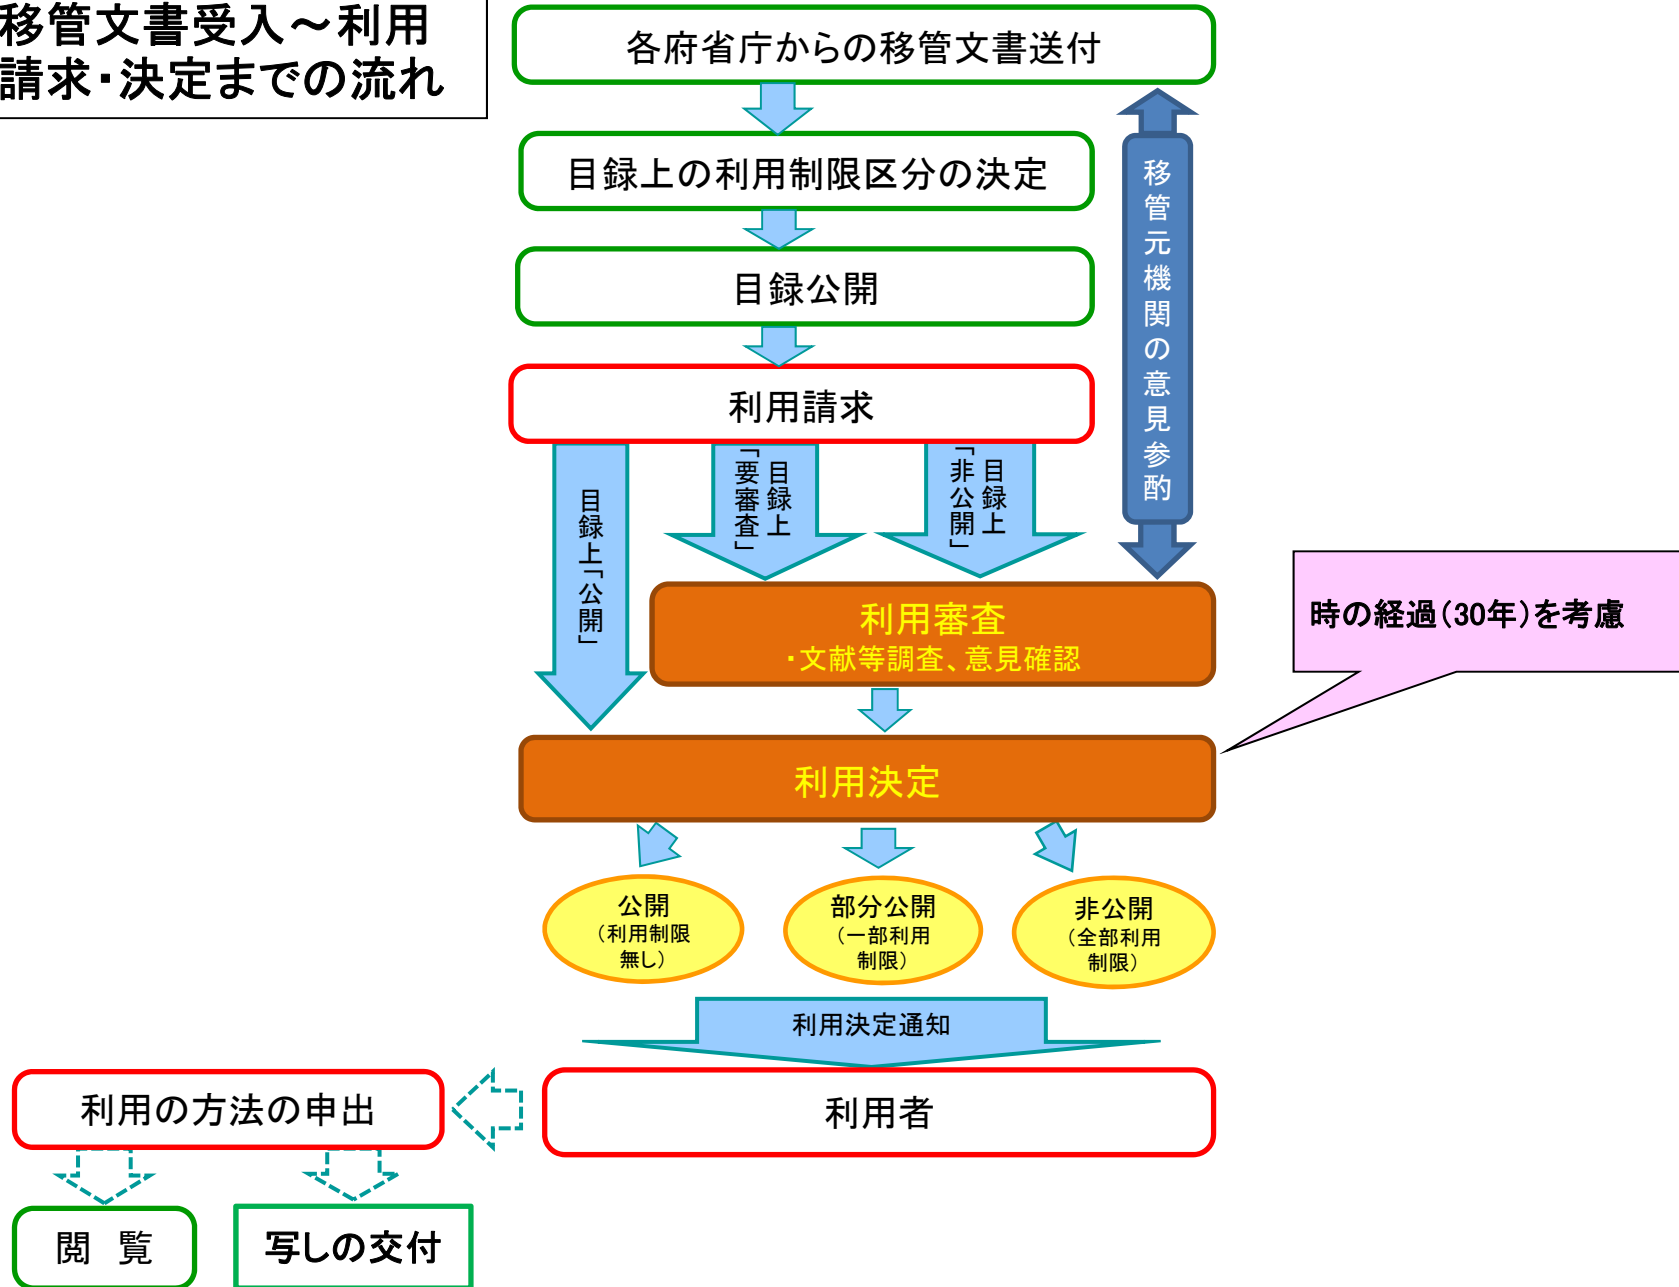 移管文書受入～利用
請求・決定までの流れ
各府省庁からの移管文書送付
目録上の利用制限区分の決定
目録公開
利用請求
移管元機関の意見参酌
目録上「公開」
目録上
「要審査」
目録上
「非公開」
利用審査
・文献等調査、意見確認
時の経過（30年）を考慮
利用決定
公開
（利用制限
無し）
部分公開
（一部利用
制限）
非公開
（全部利用
制限）
利用決定通知
利用者
利用の方法の申出
閲　覧
写しの交付